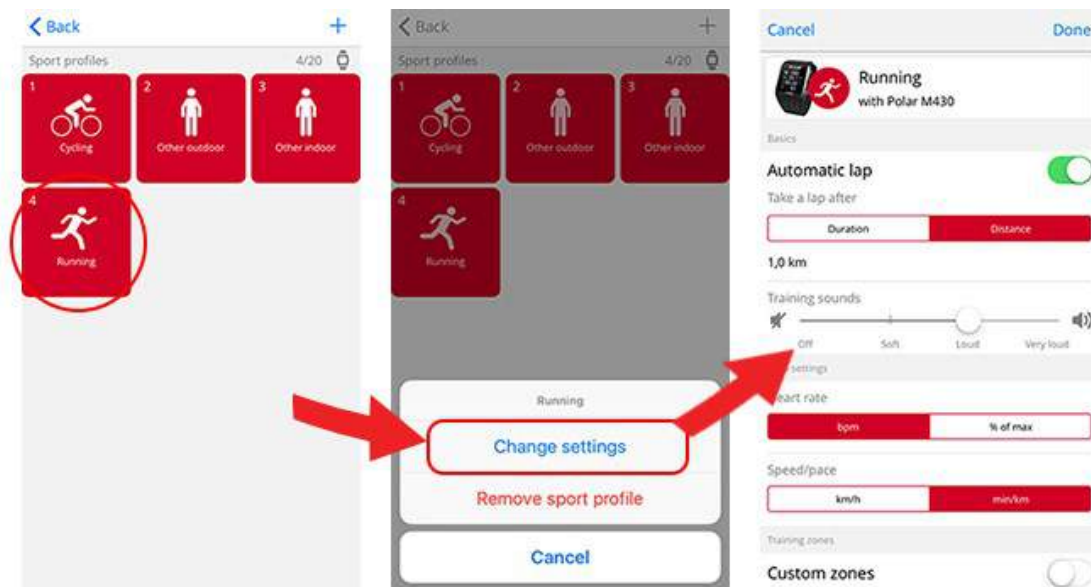 Back +
Sport profiles 4/20
1 2 3
Cycling Other outdoor Other indoor
4
Running
Back +
Sport profiles 4/20
1 2 3
Cycling Other outdoor Other indoor
4
Running
Running
Change settings
Remove sport profile
Cancel
Cancel Done
Running
with Polar M430
Basics
Automatic lap
Take a lap after
Duration Distance
1,0 km
Training sounds
Off Soft Loud Very loud
settings
eart rate
bpm % of max
Speed/pace
km/h min/km
Training zones
Custom zones